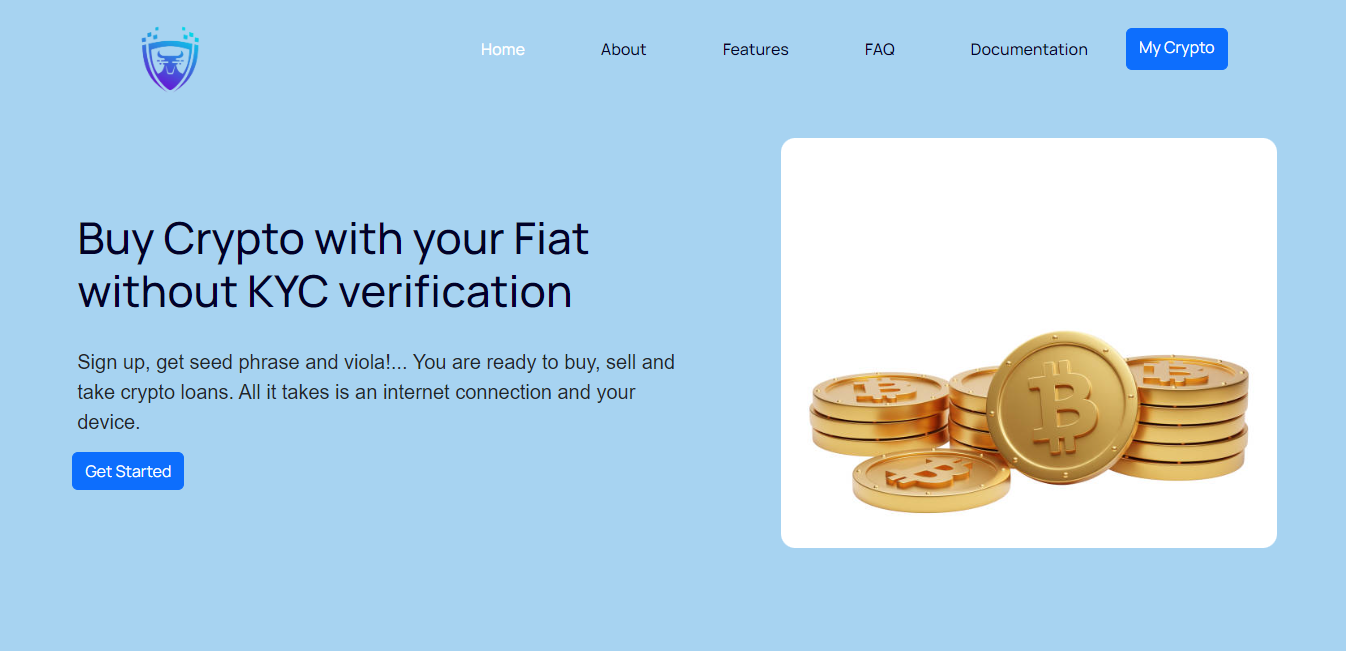 Home About Features FAQ Documentation My Crypto
Buy Crypto with your Fiat
without KYC verification
Sign up, get seed phrase and viola!... You are ready to buy, sell and
take crypto loans. All it takes is an internet connection and your
device.
Get Started